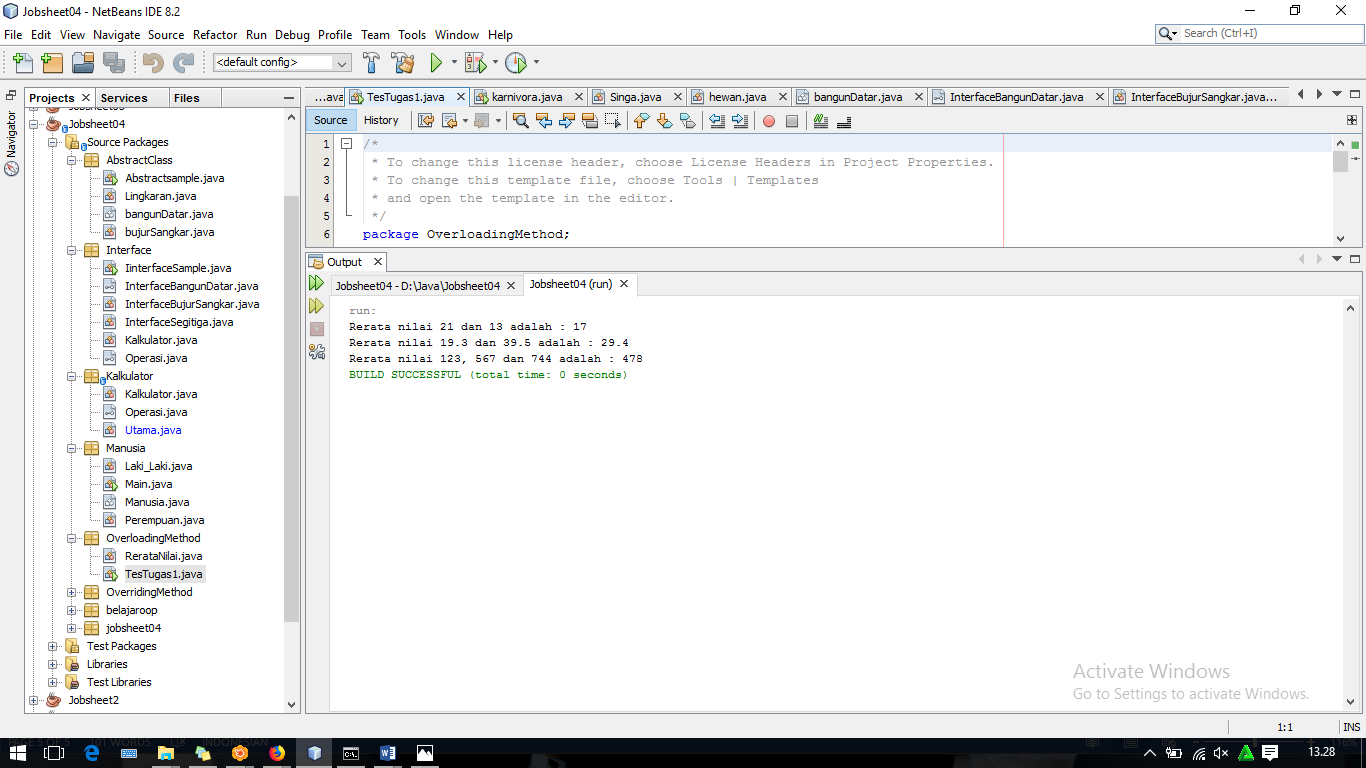 Jobsheet04 - NetBeans IDE 8.2
File Edit View Navigate Source Refactor Run Debug Profile Team Tools Window Help
Search (Ctrl+I)
<default config>
Navigator
Projects Services Files
Jobsheet04
Source Packages
AbstractClass
Abstractsample.java
Lingkaran.java
bangunDatar.java
bujurSangkar.java
Interface
IinterfaceSample.java
InterfaceBangunDatar.java
InterfaceBujurSangkar.java
InterfaceSegitiga.java
Kalkulator.java
Operasi.java
Kalkulator
Kalkulator.java
Operasi.java
Utama.java
Manusia
Laki_Laki.java
Main.java
Manusia.java
Perempuan.java
OverloadingMethod
RerataNilai.java
TesTugas1.java
OverridingMethod
belajaroop
jobsheet04
Test Packages
Libraries
Test Libraries
Jobsheet2
...ava TesTugas1.java karnivora.java Singa.java hewan.java bangunDatar.java InterfaceBangunDatar.java InterfaceBujurSangkar.java...
Source History
1 /*
2 * To change this license header, choose License Headers in Project Properties.
3 * To change this template file, choose Tools | Templates
4 * and open the template in the editor.
5 */
6 package OverloadingMethod;
Output
Jobsheet04 - D:\Java\Jobsheet04 Jobsheet04 (run)
run:
Rerata nilai 21 dan 13 adalah : 17
Rerata nilai 19.3 dan 39.5 adalah : 29.4
Rerata nilai 123, 567 dan 744 adalah : 478
BUILD SUCCESSFUL (total time: 0 seconds)
Activate Windows
Go to Settings to activate Windows.
1:1 INS
PAGE 5 OF 5 101 WORDS INDONESIAN
13.28